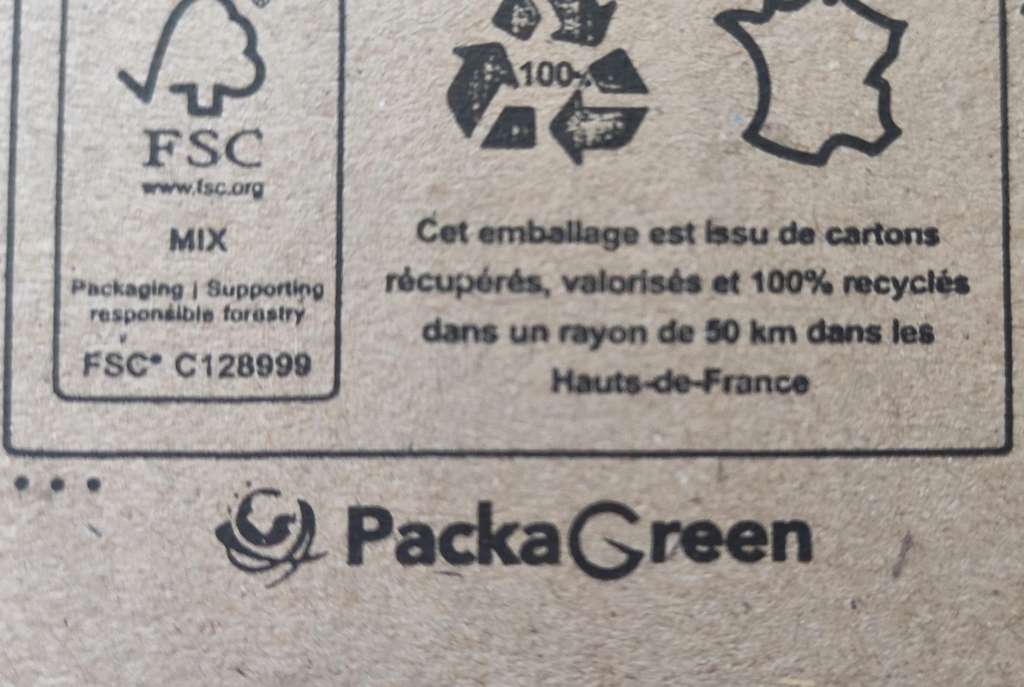 FSC
www.fsc.org
MIX
Packaging | Supporting
responsible forestry
FSC® C128999
100%
Cet emballage est issu de cartons
récupérés, valorisés et 100% recyclés
dans un rayon de 50 km dans les
Hauts-de-France
PackaGreen